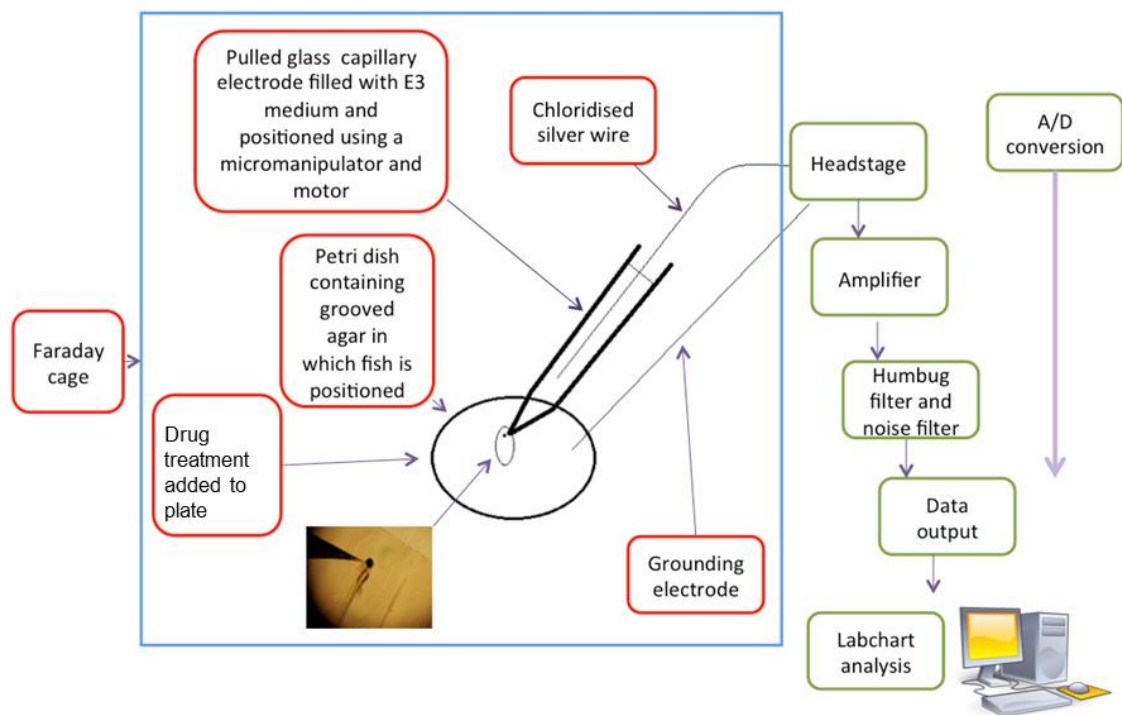 Pulled glass capillary
electrode filled with E3
medium and
positioned using a
micromanipulator and
motor
Chloridised
silver wire
Headstage
A/D
conversion
Petri dish
containing
grooved
agar in
which fish is
positioned
Amplifier
Faraday
cage
Humbug
filter and
noise filter
Drug
treatment
added to
plate
Data
output
Grounding
electrode
Labchart
analysis